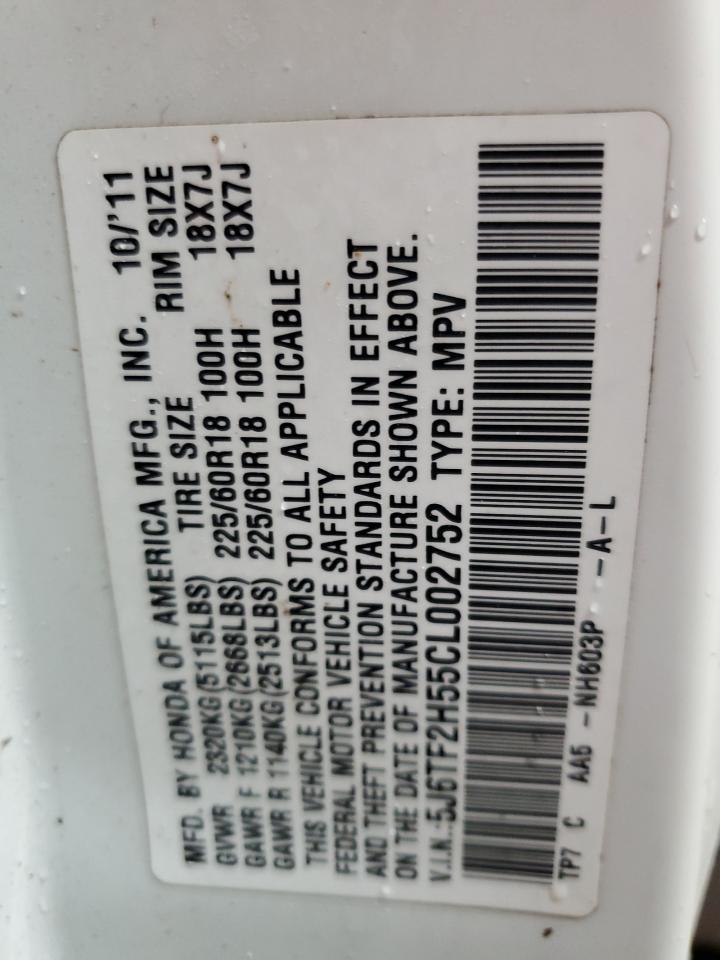 MFD. BY HONDA OF AMERICA MFG., INC. 10/'11
GVWR 2320KG(5115LBS) TIRE SIZE RIM SIZE
GAWR F 1210KG(2668LBS) 225/60R18 100H 18X7J
GAWR R 1140KG(2513LBS) 225/60R18 100H 18X7J
THIS VEHICLE CONFORMS TO ALL APPLICABLE
FEDERAL MOTOR VEHICLE SAFETY
AND THEFT PREVENTION STANDARDS IN EFFECT
ON THE DATE OF MANUFACTURE SHOWN ABOVE.
V.I.N.:5J6TF2H55CL002752 TYPE: MPV
TP7 C AA5 -NH603P -A-L